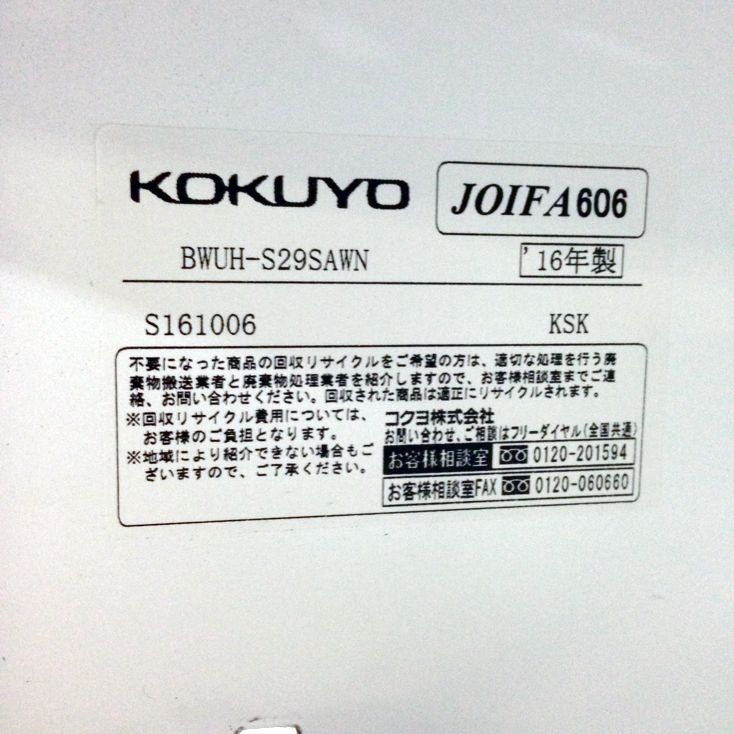 KOKUYO JOIFA606
BWUH-S29SAWN '16年製
S161006 KSK
不要になった商品の回収リサイクルをご希望の方は、適切な処理を行う廃
棄物搬送業者と廃棄物処理業者を紹介しますので、お客様相談室までご連
絡、お問い合わせください。回収された商品は適正にリサイクルされます。
※回収リサイクル費用については、
お客様のご負担となります。
※地域により紹介できない場合もご
ざいますので、ご了承ください。
コクヨ株式会社
お問い合わせ、ご相談はフリーダイヤル(全国共通)
お客様相談室 0120-201594
お客様相談室FAX 0120-060660